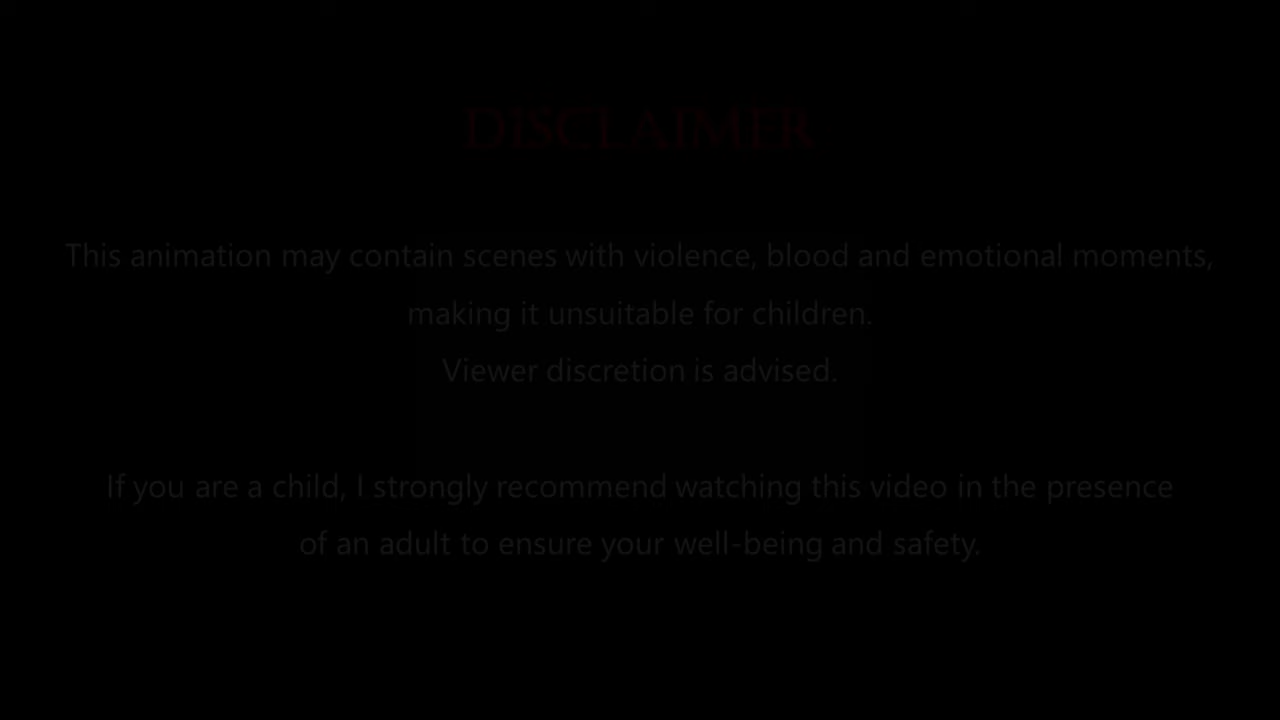 DISCLAIMER
This animation may contain scenes with violence, blood and emotional moments,
making it unsuitable for children.
Viewer discretion is advised.
If you are a child, I strongly recommend watching this video in the presence
of an adult to ensure your well-being and safety.